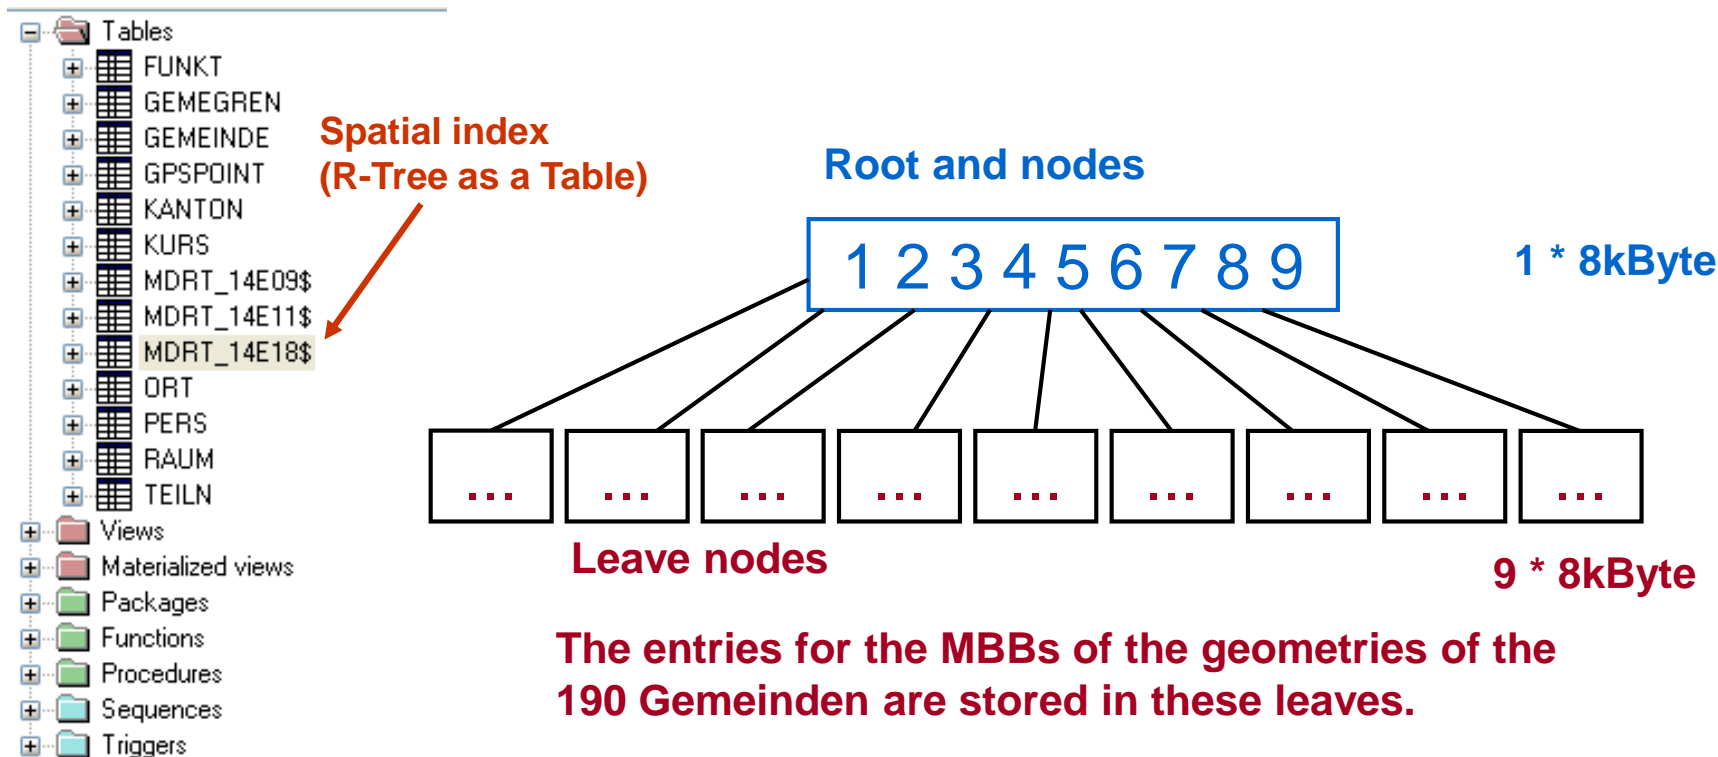 Tables
FUNKT
GEMEGREN
GEMEINDE
GPSPOINT
KANTON
KURS
MDRT_14E09$
MDRT_14E11$
MDRT_14E18$
ORT
PERS
RAUM
TEILN
Views
Materialized views
Packages
Functions
Procedures
Sequences
Triggers
Spatial index
(R-Tree as a Table)
Root and nodes
1 2 3 4 5 6 7 8 9
1 * 8kByte
... ... ... ... ... ... ... ... ...
Leave nodes
9 * 8kByte
The entries for the MBBs of the geometries of the
190 Gemeinden are stored in these leaves.